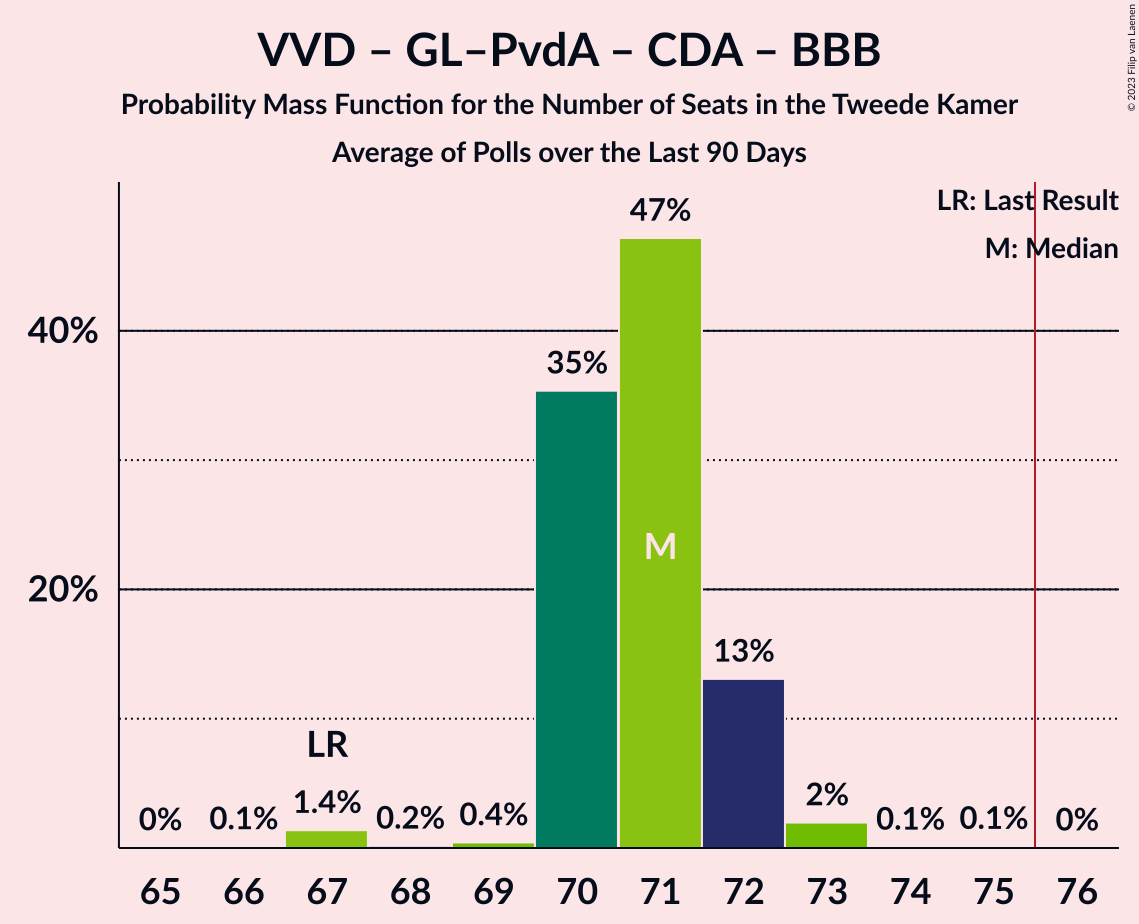 VVD – GL–PvdA – CDA – BBB
Probability Mass Function for the Number of Seats in the Tweede Kamer
Average of Polls over the Last 90 Days
© 2023 Filip van Laenen
LR: Last Result
M: Median
47%
40%
35%
M
20%
13%
LR
0% 0.1% 1.4% 0.2% 0.4% 2% 0.1% 0.1% 0%
65 66 67 68 69 70 71 72 73 74 75 76